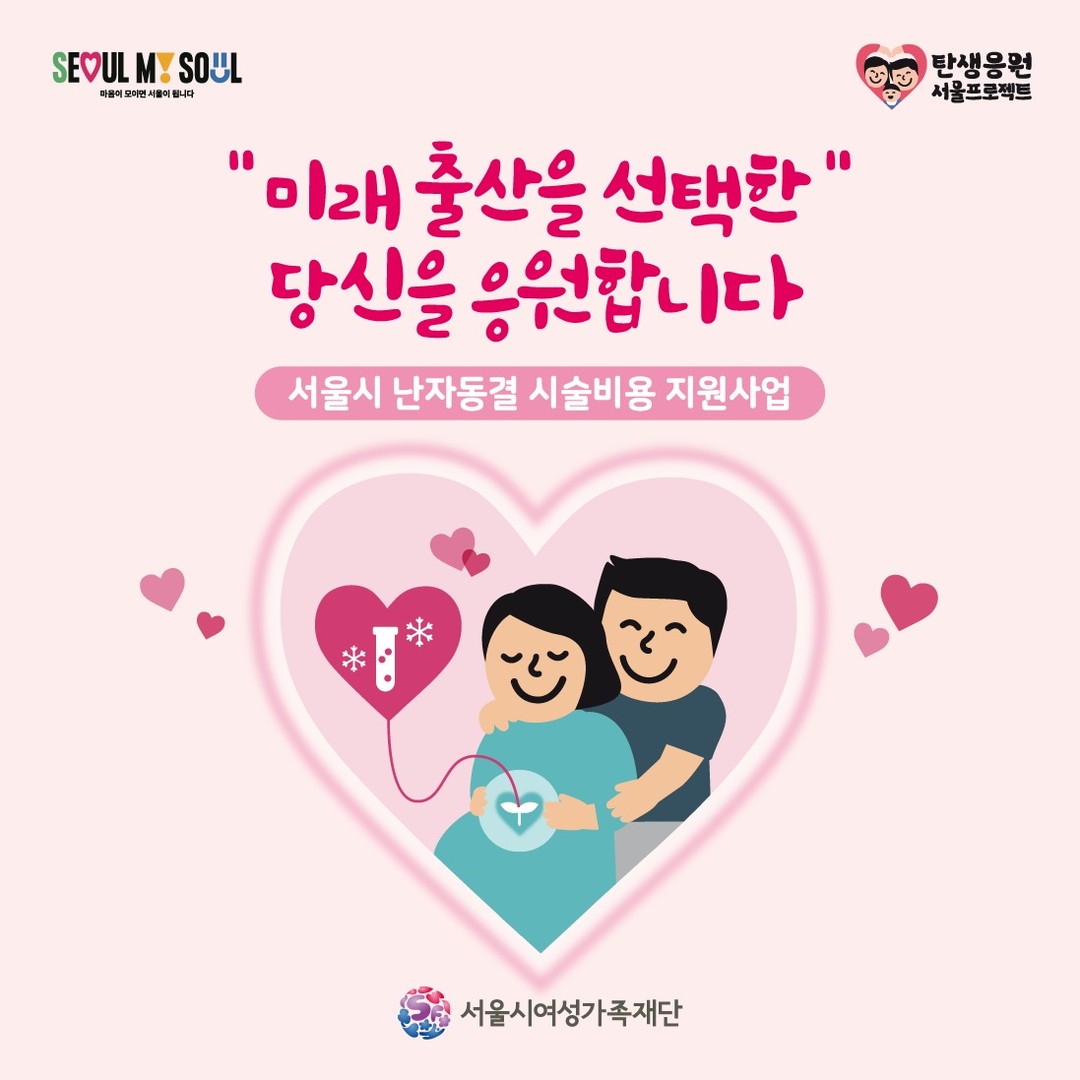 SEOUL MY SOUL
마음이 모이면 서울이 됩니다
탄생응원
서울프로젝트
"미래 출산을 선택한"
당신을 응원합니다
서울시 난자동결 시술비용 지원사업
SF
서울시여성가족재단